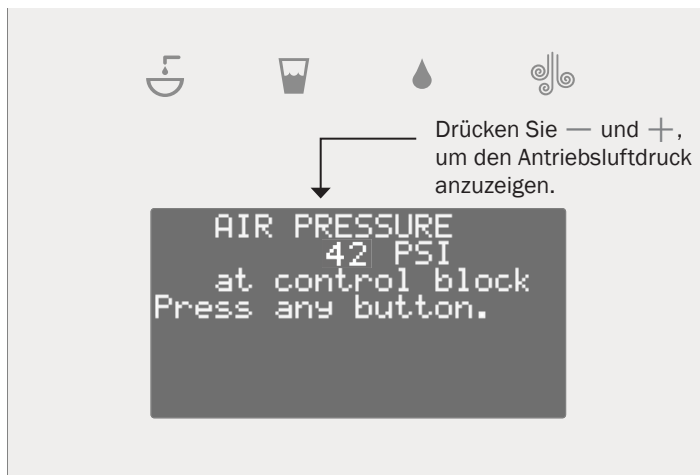 Drücken Sie — und +,
um den Antriebsluftdruck
anzuzeigen.
AIR PRESSURE
42 PSI
at control block
Press any button.